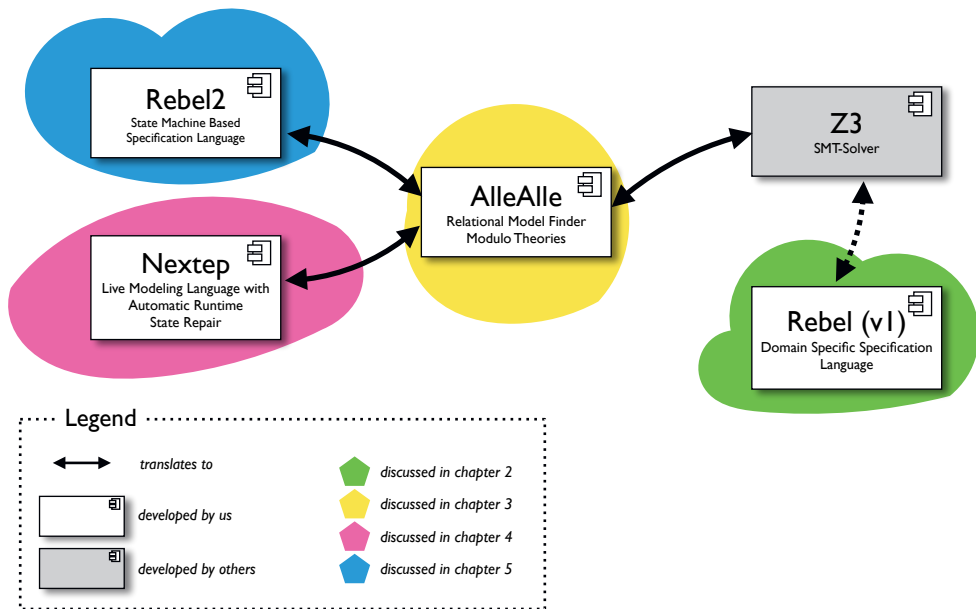 Rebel2
State Machine Based
Specification Language
Z3
SMT-Solver
AlleAlle
Relational Model Finder
Modulo Theories
Nextep
Live Modeling Language with
Automatic Runtime
State Repair
Rebel (v1)
Domain Specific Specification
Language
Legend
translates to
developed by us
developed by others
discussed in chapter 2
discussed in chapter 3
discussed in chapter 4
discussed in chapter 5